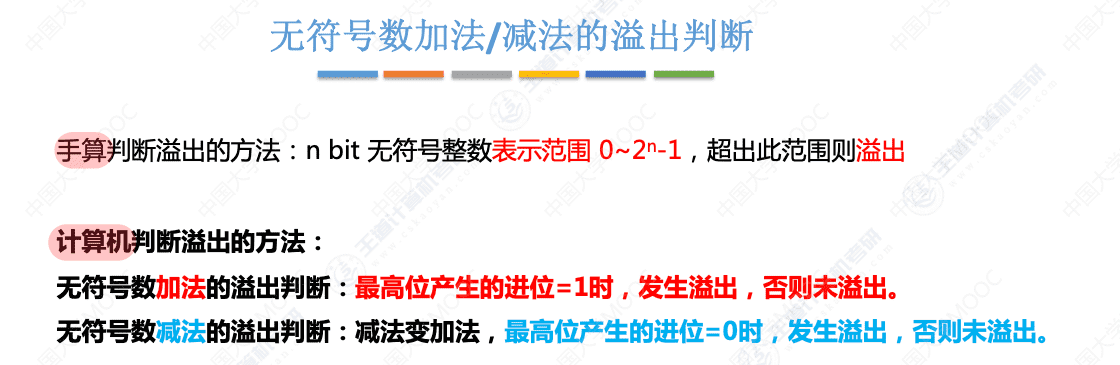 无符号数加法/减法的溢出判断
手算判断溢出的方法：n bit 无符号整数表示范围 0~2ⁿ-1，超出此范围则溢出
计算机判断溢出的方法：
无符号数加法的溢出判断：最高位产生的进位=1时，发生溢出，否则未溢出。
无符号数减法的溢出判断：减法变加法，最高位产生的进位=0时，发生溢出，否则未溢出。